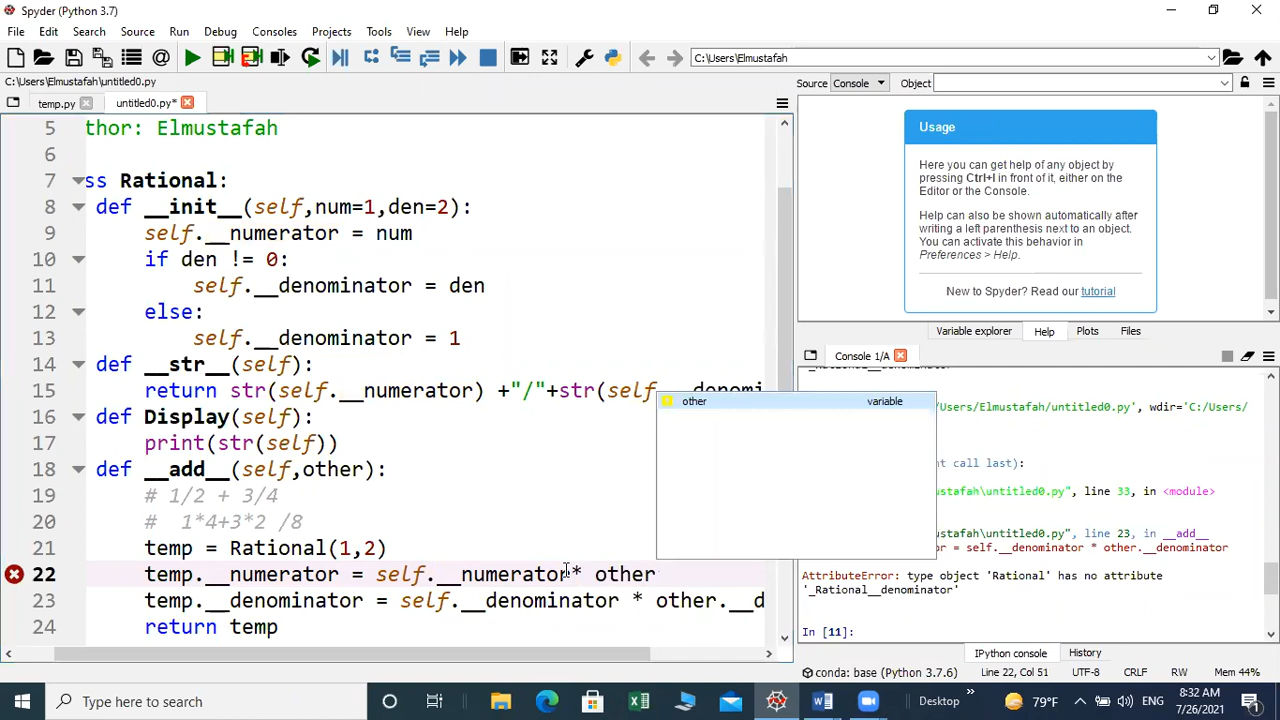 Spyder (Python 3.7)
File Edit Search Source Run Debug Consoles Projects Tools View Help
C:\Users\Elmustafah
C:\Users\Elmustafah\untitled0.py
temp.py untitled0.py*
5 thor: Elmustafah
6
7 ss Rational:
8 def __init__(self,num=1,den=2):
9 self.__numerator = num
10 if den != 0:
11 self.__denominator = den
12 else:
13 self.__denominator = 1
14 def __str__(self):
15 return str(self.__numerator) +"/"+str(self.__denomi
16 def Display(self):
17 print(str(self))
18 def __add__(self,other):
19 # 1/2 + 3/4
20 # 1*4+3*2 /8
21 temp = Rational(1,2)
22 temp.__numerator = self.__numerator* other
23 temp.__denominator = self.__denominator * other.__d
24 return temp
other variable
Source Console Object
Usage
Here you can get help of any object by
pressing Ctrl+I in front of it, either on the
Editor or the Console.
Help can also be shown automatically after
writing a left parenthesis next to an object.
You can activate this behavior in
Preferences > Help.
New to Spyder? Read our tutorial
Variable explorer Help Plots Files
Console 1/A
'_Rational__denominator'
/Users/Elmustafah/untitled0.py', wdir='C:/Users/
nt call last):
stafah\untitled0.py", line 33, in <module>
stafah\untitled0.py", line 23, in __add__
r = self.__denominator * other.__denominator
AttributeError: type object 'Rational' has no attribute
'_Rational__denominator'
In [11]:
IPython console History
conda: base (Python 3.7.6) Line 22, Col 51 UTF-8 CRLF RW Mem 44%
Type here to search
Desktop
79°F
ENG
8:32 AM
7/26/2021
1